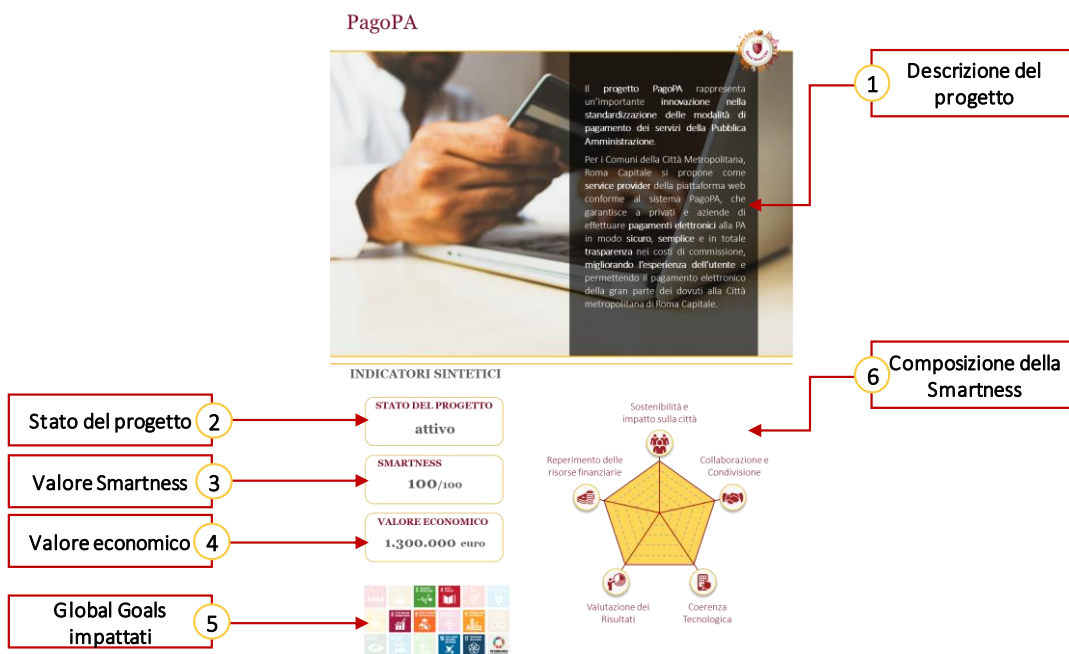 PagoPA
Il progetto PagoPA rappresenta
un'importante innovazione nella
standardizzazione delle modalità di
pagamento dei servizi della Pubblica
Amministrazione.
Per i Comuni della Città Metropolitana,
Roma Capitale si propone come
service provider della piattaforma web
conforme al sistema PagoPA, che
garantisce a privati e aziende di
effettuare pagamenti elettronici alla PA
in modo sicuro, semplice e in totale
trasparenza nei costi di commissione,
migliorando l'esperienza dell'utente e
permettendo il pagamento elettronico
della gran parte dei dovuti alla Città
metropolitana di Roma Capitale.
1
Descrizione del
progetto
INDICATORI SINTETICI
Stato del progetto
2
STATO DEL PROGETTO
attivo
Valore Smartness
3
SMARTNESS
100/100
Valore economico
4
VALORE ECONOMICO
1.300.000 euro
Global Goals
impattati
5
6
Composizione della
Smartness
Sostenibilità e
impatto sulla città
Reperimento delle
risorse finanziarie
Collaborazione e
Condivisione
Valutazione dei
Risultati
Coerenza
Tecnologica